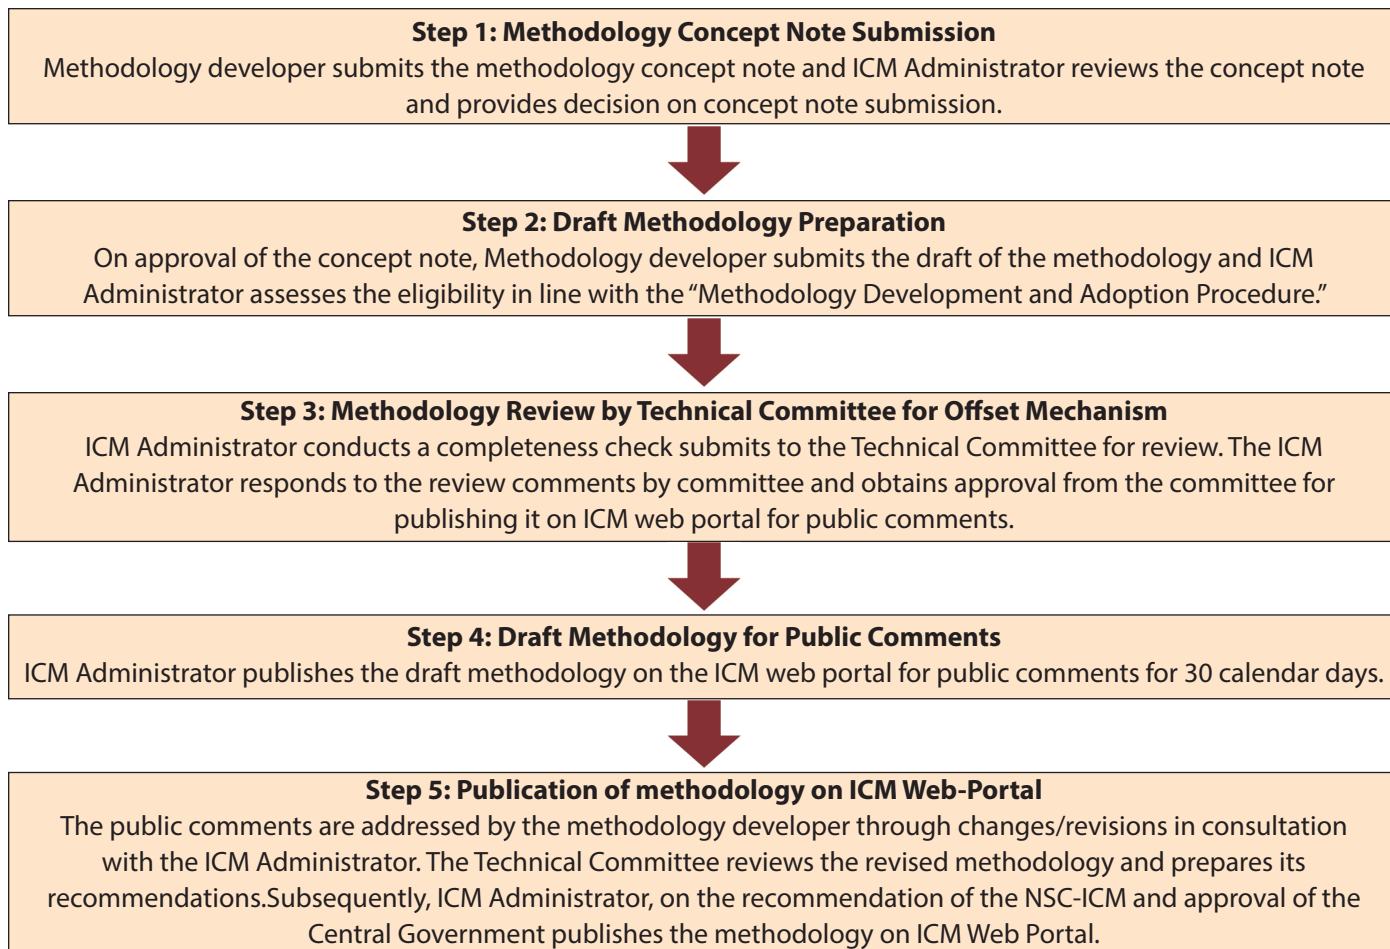 Step 1: Methodology Concept Note Submission
Methodology developer submits the methodology concept note and ICM Administrator reviews the concept note
and provides decision on concept note submission.
Step 2: Draft Methodology Preparation
On approval of the concept note, Methodology developer submits the draft of the methodology and ICM
Administrator assesses the eligibility in line with the “Methodology Development and Adoption Procedure.”
Step 3: Methodology Review by Technical Committee for Offset Mechanism
ICM Administrator conducts a completeness check submits to the Technical Committee for review. The ICM
Administrator responds to the review comments by committee and obtains approval from the committee for
publishing it on ICM web portal for public comments.
Step 4: Draft Methodology for Public Comments
ICM Administrator publishes the draft methodology on the ICM web portal for public comments for 30 calendar days.
Step 5: Publication of methodology on ICM Web-Portal
The public comments are addressed by the methodology developer through changes/revisions in consultation
with the ICM Administrator. The Technical Committee reviews the revised methodology and prepares its
recommendations.Subsequently, ICM Administrator, on the recommendation of the NSC-ICM and approval of the
Central Government publishes the methodology on ICM Web Portal.